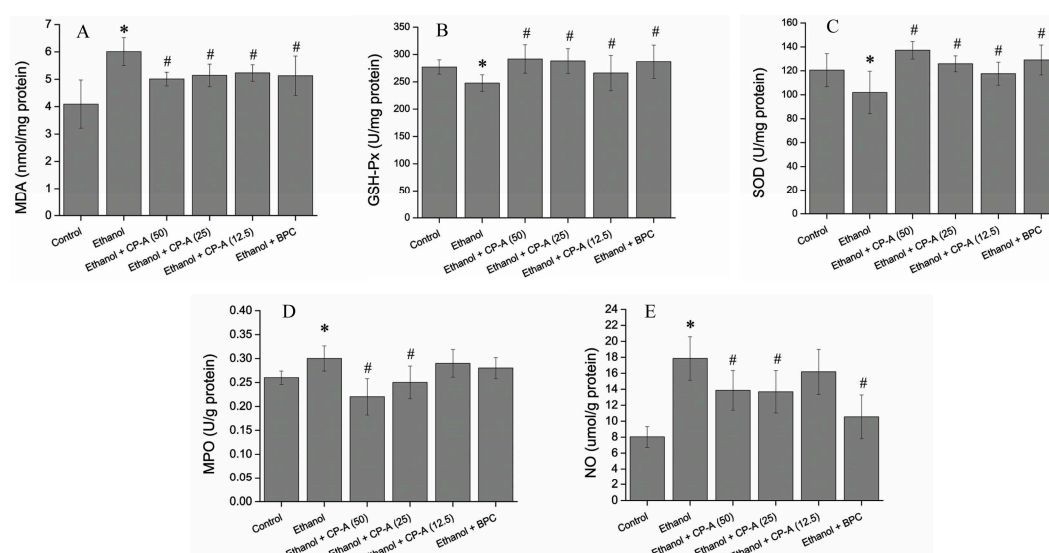 A
MDA (nmol/mg protein)
7
6
5
4
3
2
1
0
*
#
#
#
#
Control
Ethanol
Ethanol + CP-A (50)
Ethanol + CP-A (25)
Ethanol + CP-A (12.5)
Ethanol + BPC
B
GSH-Px (U/mg protein)
350
300
250
200
150
100
50
0
*
#
#
#
#
Control
Ethanol
Ethanol + CP-A (50)
Ethanol + CP-A (25)
Ethanol + CP-A (12.5)
Ethanol + BPC
C
SOD (U/mg protein)
160
140
120
100
80
60
40
20
0
*
#
#
#
#
Control
Ethanol
Ethanol + CP-A (50)
Ethanol + CP-A (25)
Ethanol + CP-A (12.5)
Ethanol + BPC
D
MPO (U/g protein)
0.40
0.35
0.30
0.25
0.20
0.15
0.10
0.05
0.00
*
#
#
Control
Ethanol
Ethanol + CP-A (50)
Ethanol + CP-A (25)
Ethanol + CP-A (12.5)
Ethanol + BPC
E
NO (umol/g protein)
24
22
20
18
16
14
12
10
8
6
4
2
0
*
#
#
#
Control
Ethanol
Ethanol + CP-A (50)
Ethanol + CP-A (25)
Ethanol + CP-A (12.5)
Ethanol + BPC